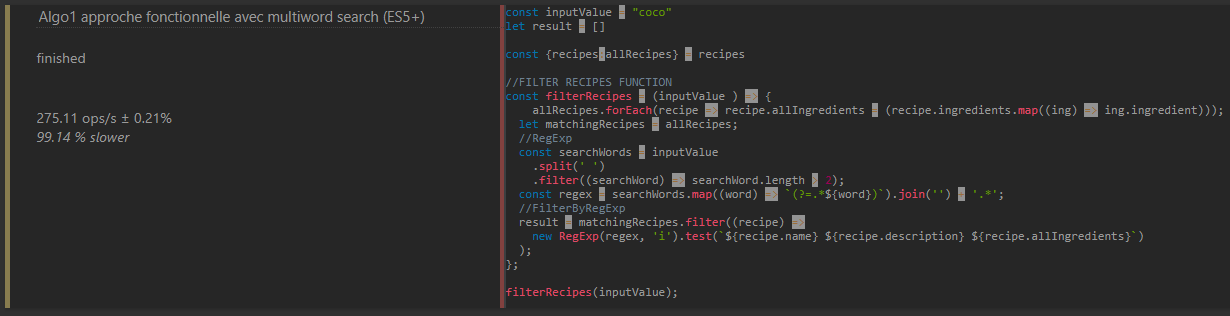 Algo1 approche fonctionnelle avec multiword search (ES5+)
finished
275.11 ops/s ± 0.21%
99.14 % slower
const inputValue = "coco"
let result = []
const {recipes:allRecipes} = recipes
//FILTER RECIPES FUNCTION
const filterRecipes = (inputValue ) => {
allRecipes.forEach(recipe => recipe.allIngredients = (recipe.ingredients.map((ing) => ing.ingredient)));
let matchingRecipes = allRecipes;
//RegExp
const searchWords = inputValue
.split(' ')
.filter((searchWord) => searchWord.length > 2);
const regex = searchWords.map((word) => `(?=.*${word})`).join('') + '.*';
//FilterByRegExp
result = matchingRecipes.filter((recipe) =>
new RegExp(regex, 'i').test(`${recipe.name} ${recipe.description} ${recipe.allIngredients}`)
);
};
filterRecipes(inputValue);